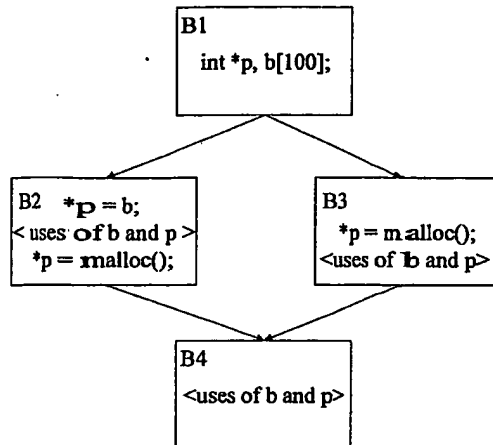 B1
int *p, b[100];
B2
*p = b;
< uses of b and p >
*p = malloc();
B3
*p = malloc();
<uses of b and p>
B4
<uses of b and p>